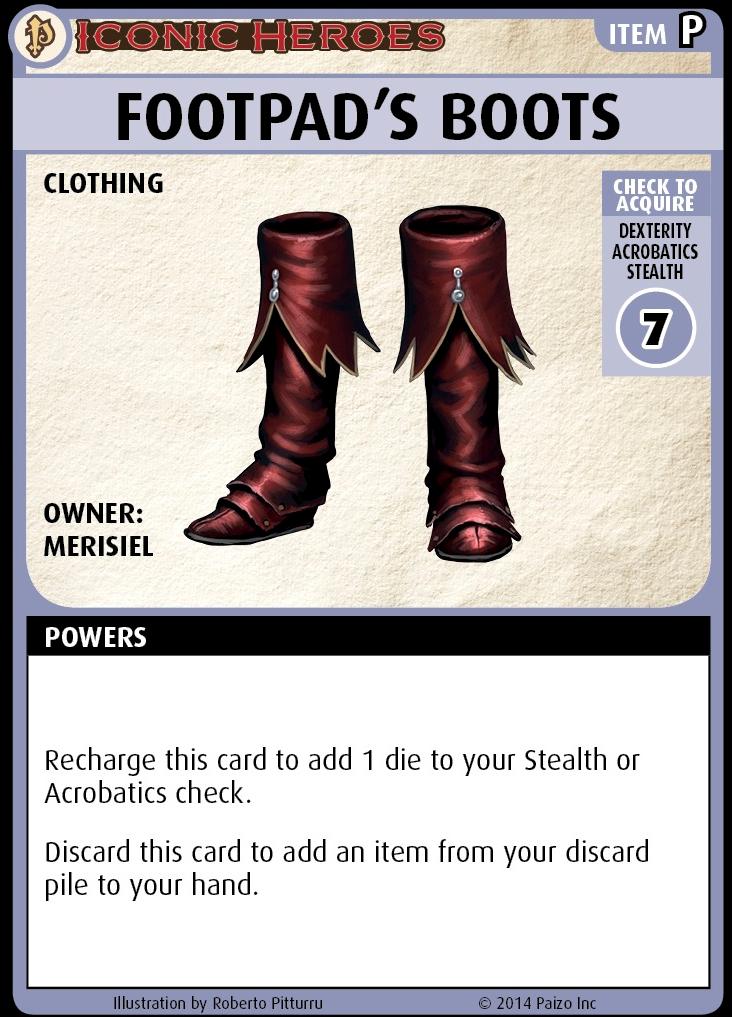 P ICONIC HEROES
ITEM P
FOOTPAD'S BOOTS
CLOTHING
CHECK TO
ACQUIRE
DEXTERITY
ACROBATICS
STEALTH
7
OWNER:
MERISIEL
POWERS
Recharge this card to add 1 die to your Stealth or
Acrobatics check.
Discard this card to add an item from your discard
pile to your hand.
Illustration by Roberto Pitturru
© 2014 Paizo Inc